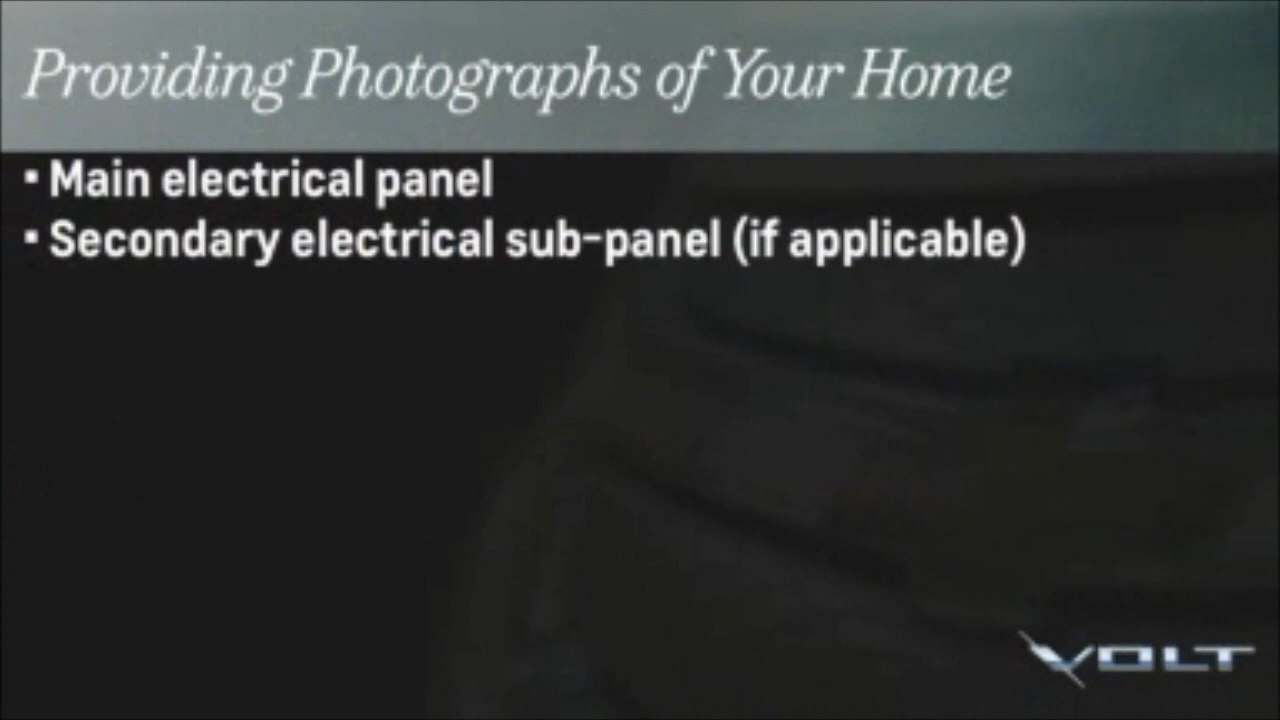 Providing Photographs of Your Home
▪ Main electrical panel
▪ Secondary electrical sub-panel (if applicable)
VOLT